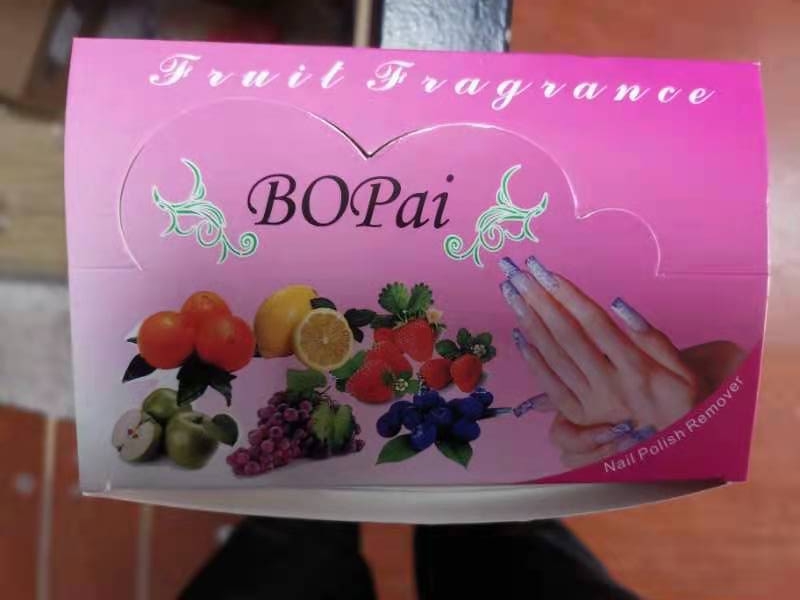 Fruit Fragrance
BOPai
Nail Polish Remover